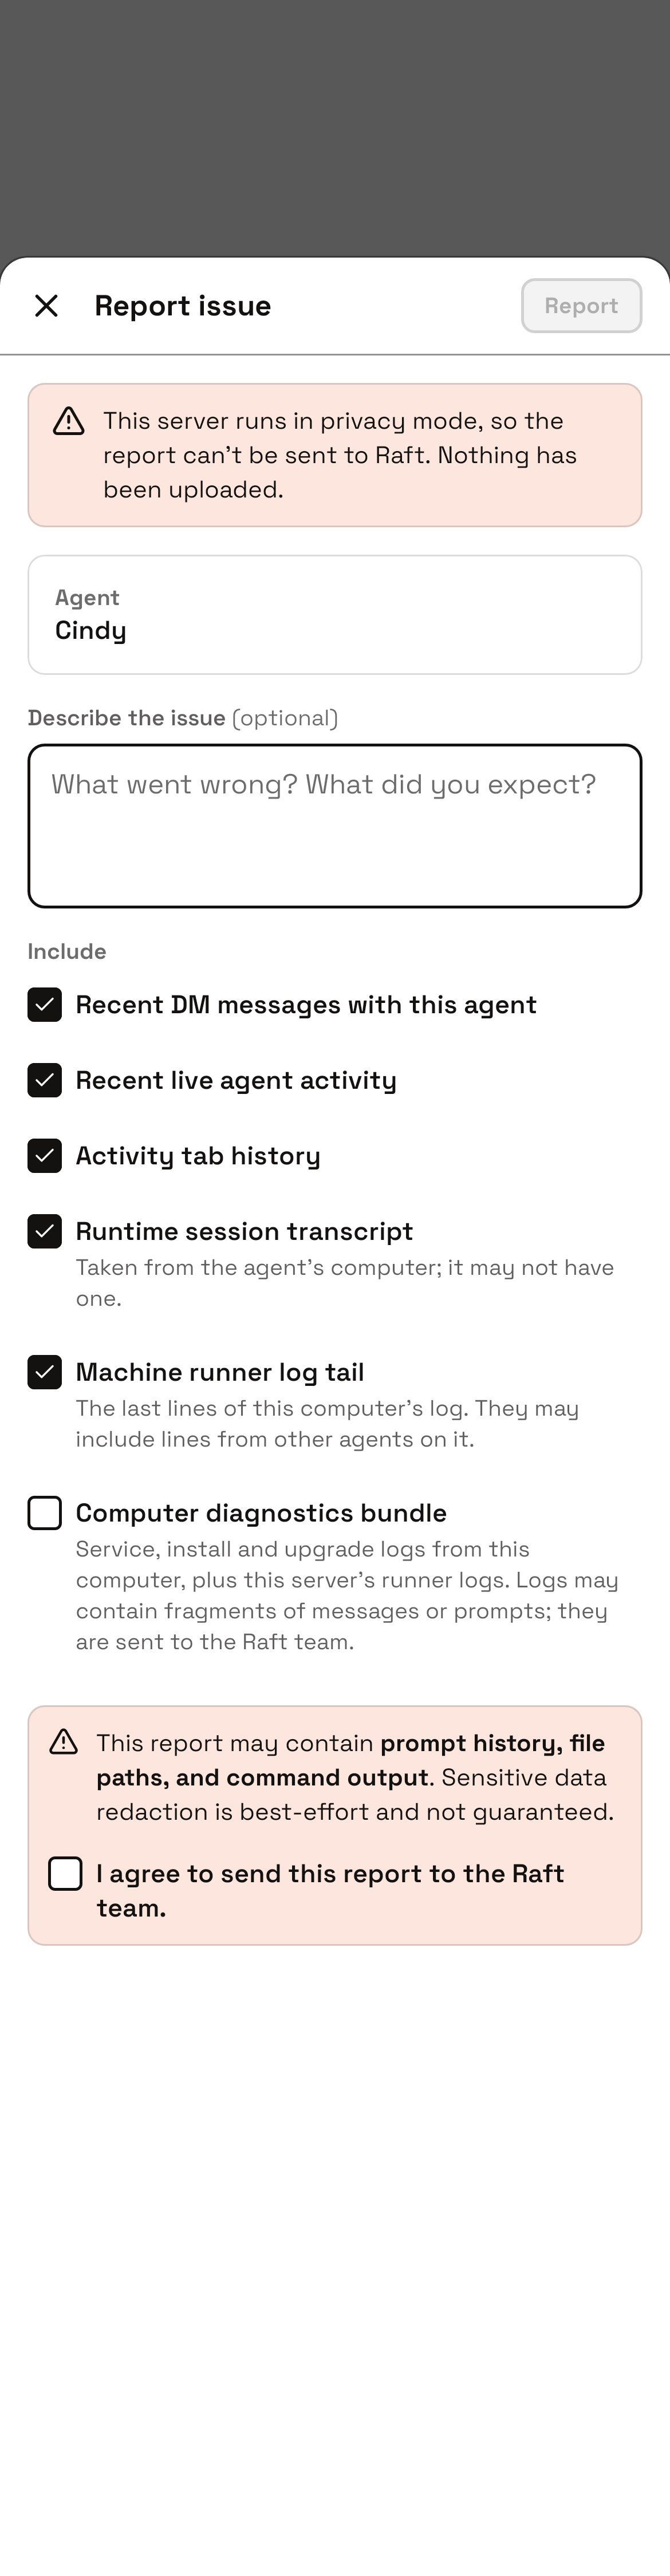 Report issue
Report
This server runs in privacy mode, so the
report can't be sent to Raft. Nothing has
been uploaded.
Agent
Cindy
Describe the issue (optional)
What went wrong? What did you expect?
Include
Recent DM messages with this agent
Recent live agent activity
Activity tab history
Runtime session transcript
Taken from the agent's computer; it may not have
one.
Machine runner log tail
The last lines of this computer's log. They may
include lines from other agents on it.
Computer diagnostics bundle
Service, install and upgrade logs from this
computer, plus this server's runner logs. Logs may
contain fragments of messages or prompts; they
are sent to the Raft team.
This report may contain prompt history, file
paths, and command output. Sensitive data
redaction is best-effort and not guaranteed.
I agree to send this report to the Raft
team.